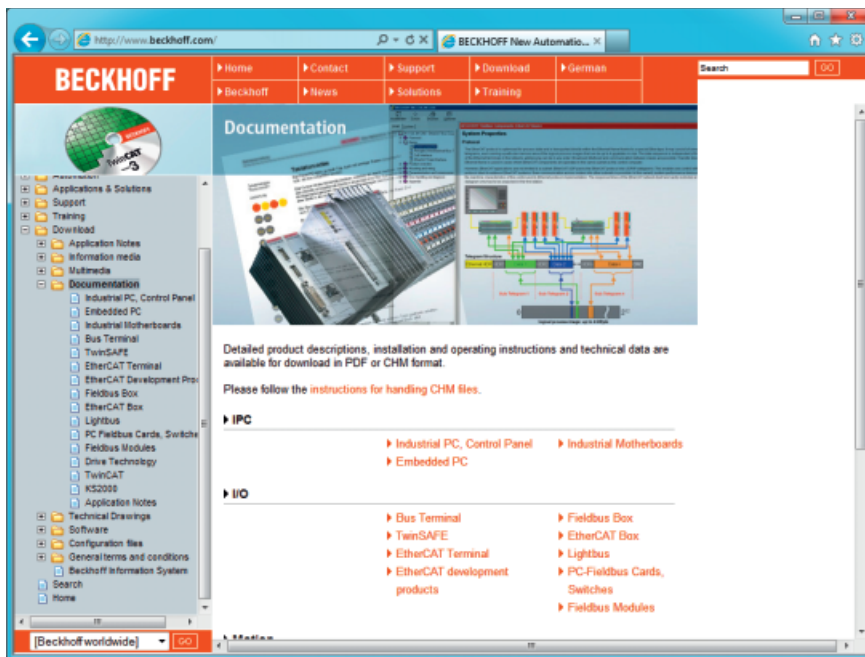 http://www.beckhoff.com/
BECKHOFF New Automatio...
BECKHOFF
Home
Contact
Support
Download
German
Search
GO
Beckhoff
News
Solutions
Training
TwinCAT
3
Documentation
System Properties
Protocol
Automation
Applications & Solutions
Support
Training
Download
Application Notes
Information media
Multimedia
Documentation
Industrial PC, Control Panel
Embedded PC
Industrial Motherboards
Bus Terminal
TwinSAFE
EtherCAT Terminal
EtherCAT Development Pro
Fieldbus Box
EtherCAT Box
Lightbus
PC Fieldbus Cards, Switche
Fieldbus Modules
Drive Technology
TwinCAT
KS2000
Application Notes
Technical Drawings
Software
Configuration files
General terms and conditions
Beckhoff Information System
Search
Home
[Beckhoff worldwide]
GO
Detailed product descriptions, installation and operating instructions and technical data are
available for download in PDF or CHM format.
Please follow the instructions for handling CHM files.
IPC
Industrial PC, Control Panel
Industrial Motherboards
Embedded PC
I/O
Bus Terminal
Fieldbus Box
TwinSAFE
EtherCAT Box
EtherCAT Terminal
Lightbus
EtherCAT development
PC-Fieldbus Cards,
products
Switches
Fieldbus Modules
Motion